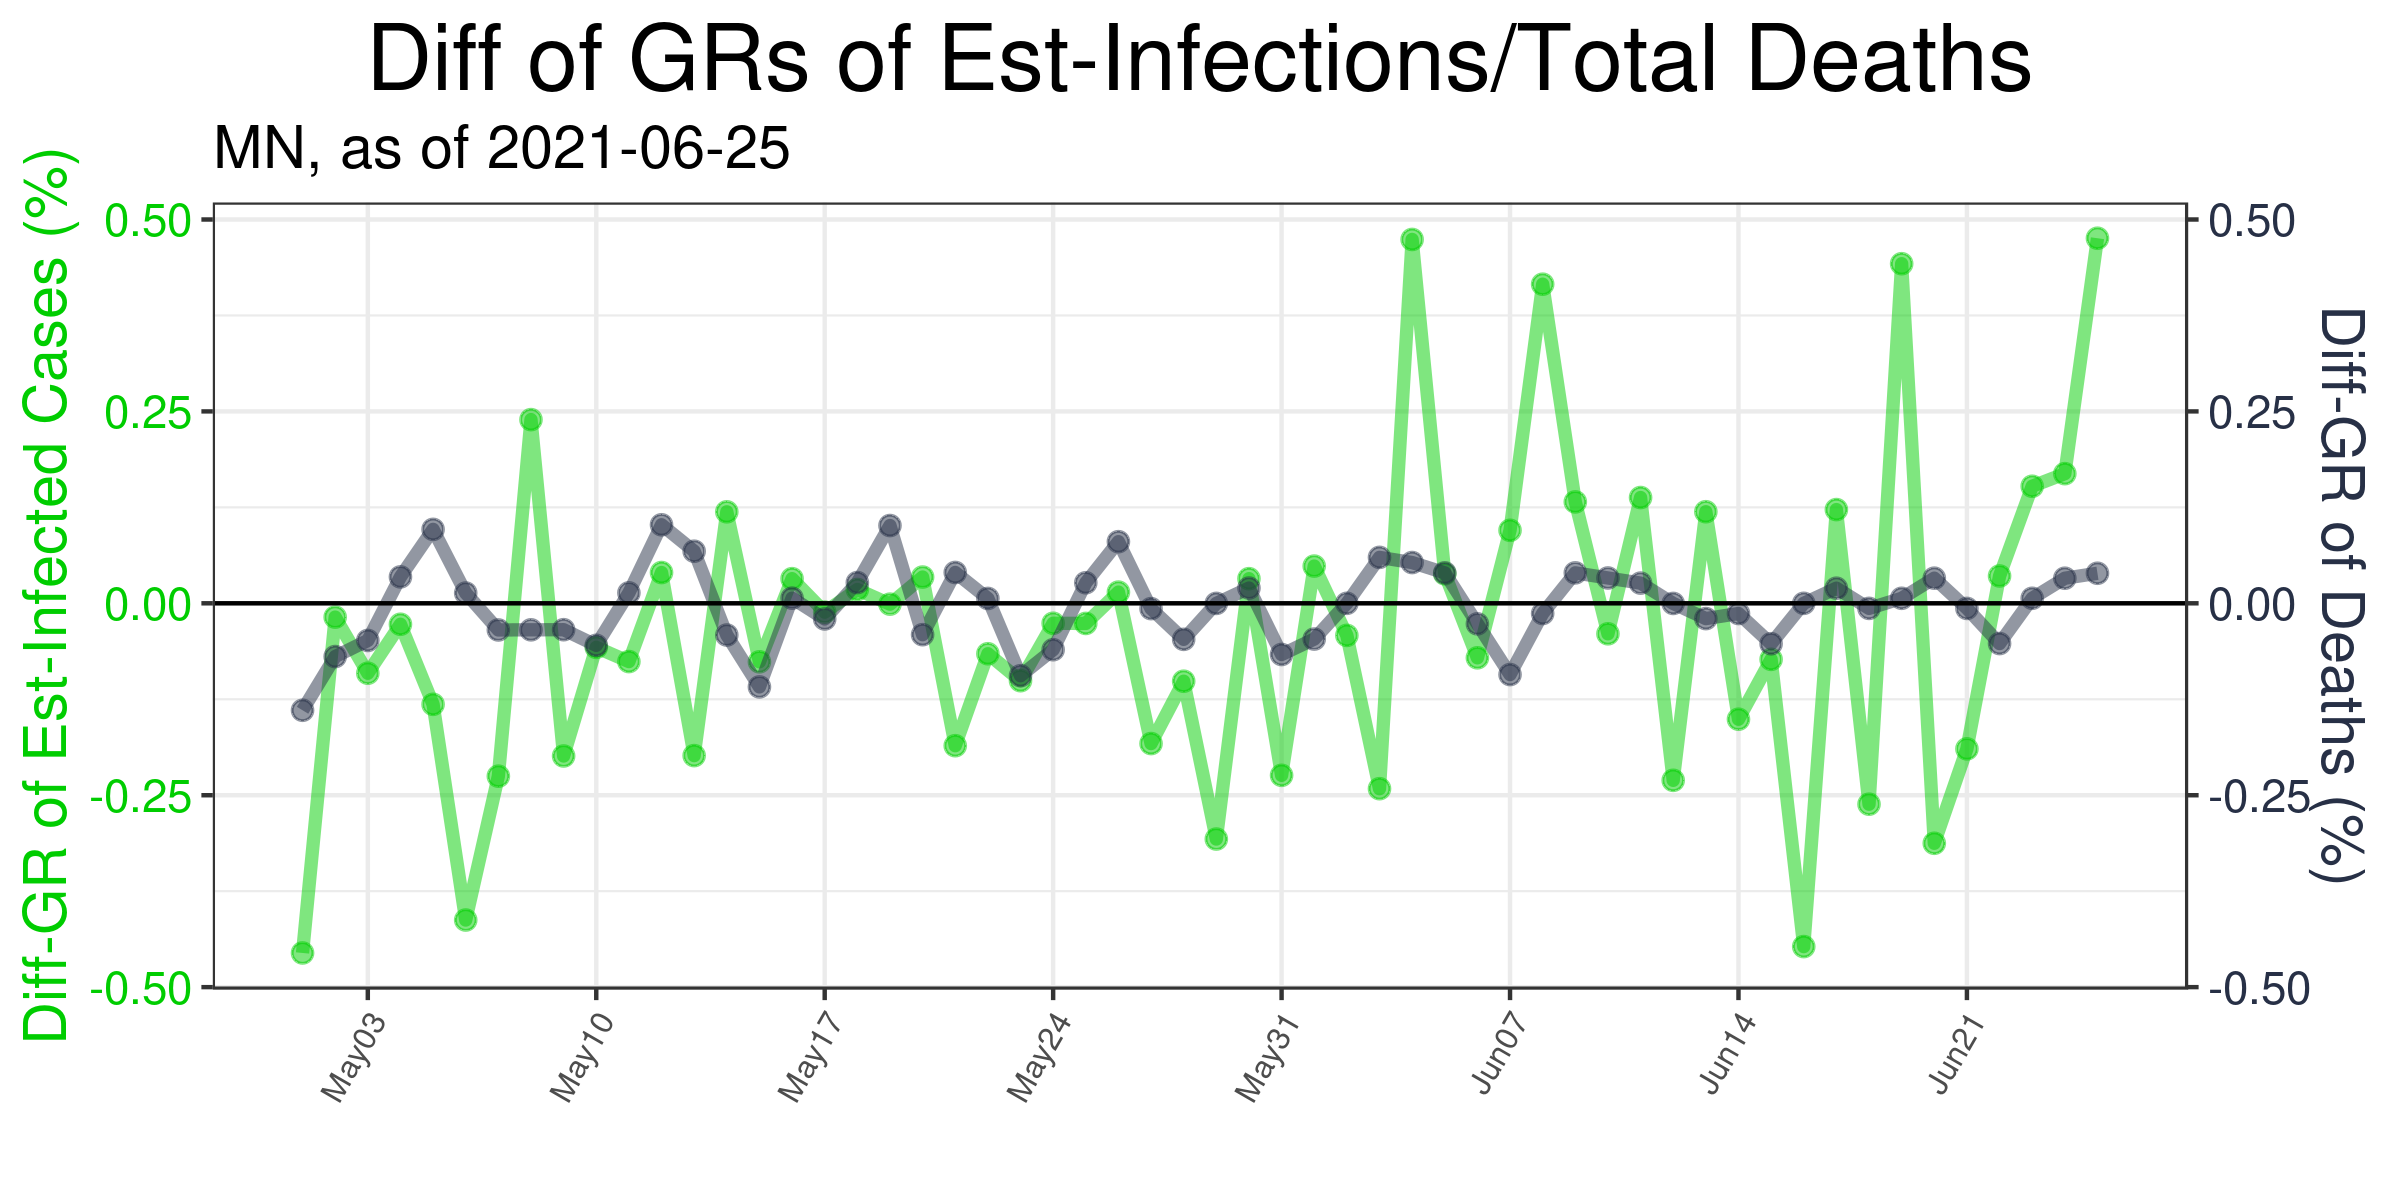 Diff of GRs of Est-Infections/Total Deaths
MN, as of 2021-06-25
Diff-GR of Est-Infected Cases (%)
0.50
0.25
0.00
-0.25
-0.50
0.50
0.25
0.00
-0.25
-0.50
Diff-GR of Deaths (%)
May03
May10
May17
May24
May31
Jun07
Jun14
Jun21